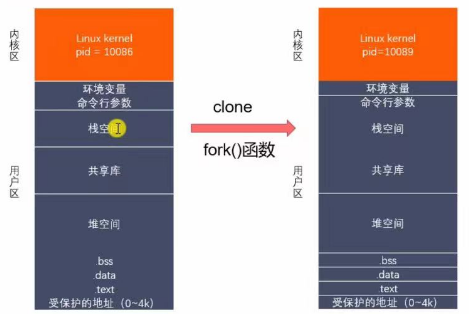 内核区
Linux kernel
pid = 10086
环境变量
命令行参数
栈空
共享库
用户区
堆空间
.bss
.data
.text
受保护的地址（0~4k）
clone
fork()函数
内核区
Linux kernel
pid=10089
环境变量
命令行参数
栈空间
共享库
用户区
堆空间
.bss
.data
.text
受保护的地址（0~4k）